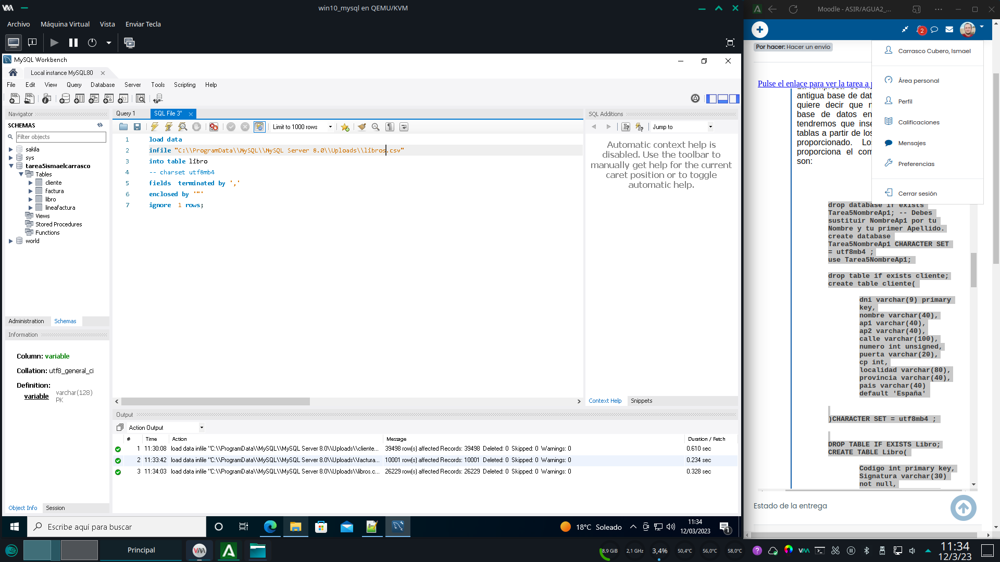 win10_mysql en QEMU/KVM
Archivo Máquina Virtual Vista Enviar Tecla
MySQL Workbench
Local instance MySQL80
File Edit View Query Database Server Tools Scripting Help
Navigator
SCHEMAS
Filter objects
sakila
sys
tarea5ismaelcarrasco
Tables
cliente
factura
libro
lineafactura
Views
Stored Procedures
Functions
world
Administration Schemas
Information
Column: variable
Collation: utf8_general_ci
Definition:
variable varchar(128)
PK
Object Info Session
Query 1 SQL File 3*
Limit to 1000 rows
1 load data
2 infile "C:\\ProgramData\\MySQL\\MySQL Server 8.0\\Uploads\\libros.csv"
3 into table libro
4 -- charset utf8mb4
5 fields terminated by ','
6 enclosed by '"'
7 ignore 1 rows;
SQL Additions
Jump to
Automatic context help is
disabled. Use the toolbar to
manually get help for the current
caret position or to toggle
automatic help.
Context Help Snippets
Output
Action Output
# Time Action Message Duration / Fetch
1 11:30:08 load data infile "C:\\ProgramData\\MySQL\\MySQL Server 8.0\\Uploads\\cliente... 39498 row(s) affected Records: 39498 Deleted: 0 Skipped: 0 Warnings: 0 0.610 sec
2 11:33:42 load data infile "C:\\ProgramData\\MySQL\\MySQL Server 8.0\\Uploads\\factura... 10001 row(s) affected Records: 10001 Deleted: 0 Skipped: 0 Warnings: 0 0.234 sec
3 11:34:03 load data infile "C:\\ProgramData\\MySQL\\MySQL Server 8.0\\Uploads\\libros.c... 26229 row(s) affected Records: 26229 Deleted: 0 Skipped: 0 Warnings: 0 0.328 sec
Escribe aquí para buscar
18°C Soleado
11:34
12/03/2023
1
Moodle - ASIR/AGUA2_...
2
Por hacer: Hacer un envío
Carrasco Cubero, Ismael
Área personal
Perfil
Calificaciones
Mensajes
Preferencias
Cerrar sesión
Pulse el enlace para ver la tarea a
antigua base de dat
quiere decir que
base de datos en
tendremos que inse
tablas a partir de los
proporcionado. Lo
proporciona el com
son:
drop database if exists
Tarea5NombreAp1; -- Debes
sustituir NombreAp1 por tu
Nombre y tu primer Apellido.
create database
Tarea5NombreAp1 CHARACTER SET
= utf8mb4 ;
use Tarea5NombreAp1;
drop table if exists cliente;
create table cliente(
dni varchar(9) primary
key,
nombre varchar(40),
ap1 varchar(40),
ap2 varchar(40),
calle varchar(100),
numero int unsigned,
puerta varchar(20),
cp int,
localidad varchar(80),
provincia varchar(40),
pais varchar(40)
default 'España'
)CHARACTER SET = utf8mb4 ;
DROP TABLE IF EXISTS Libro;
CREATE TABLE Libro(
Codigo int primary key,
Signatura varchar(30)
not null,
Estado de la entrega
Principal
8,9 GiB 2,1 GHz 3,4% 50,4°C 56,0°C 58,0°C
11:34
12/3/23